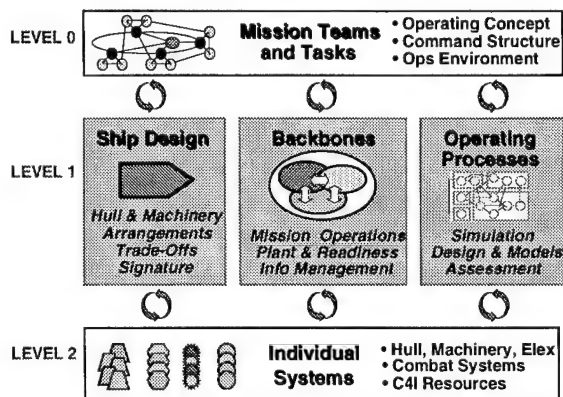 LEVEL 0
Mission Teams
and Tasks
• Operating Concept
• Command Structure
• Ops Environment
LEVEL 1
Ship Design
Hull & Machinery
Arrangements
Trade-Offs
Signature
Backbones
Mission Operations
Plant & Readiness
Info Management
Operating
Processes
Simulation
Design & Models
Assessment
LEVEL 2
Individual
Systems
• Hull, Machinery, Elex
• Combat Systems
• C4I Resources